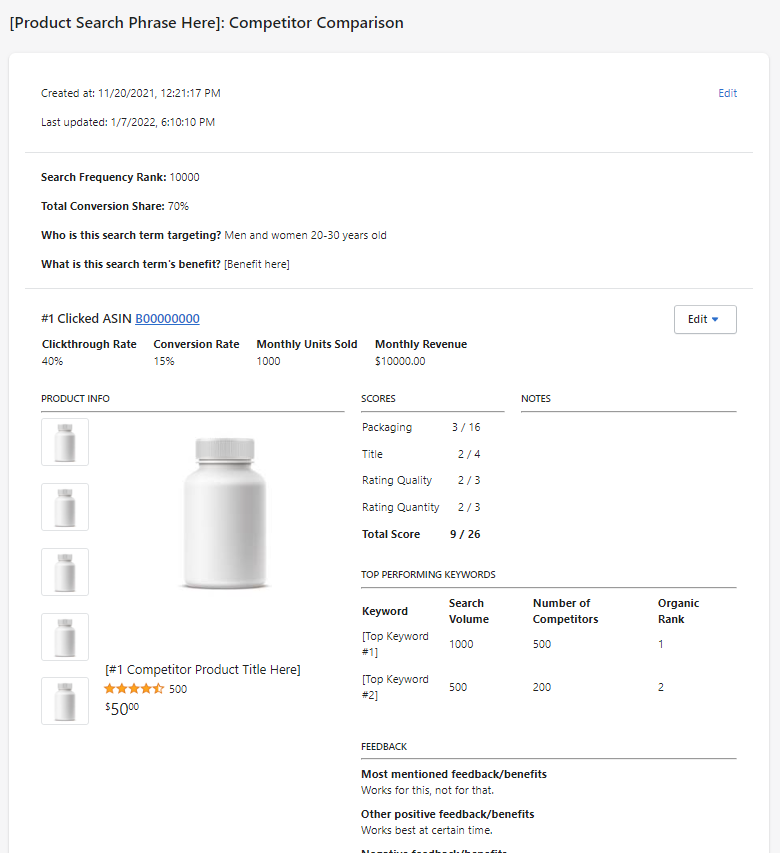 [Product Search Phrase Here]: Competitor Comparison
Created at: 11/20/2021, 12:21:17 PM
Edit
Last updated: 1/7/2022, 6:10:10 PM
Search Frequency Rank: 10000
Total Conversion Share: 70%
Who is this search term targeting? Men and women 20-30 years old
What is this search term's benefit? [Benefit here]
#1 Clicked ASIN B00000000
Edit
Clickthrough Rate Conversion Rate Monthly Units Sold Monthly Revenue
40% 15% 1000 $10000.00
PRODUCT INFO
[#1 Competitor Product Title Here]
500
$5000
SCORES
Packaging 3 / 16
Title 2 / 4
Rating Quality 2 / 3
Rating Quantity 2 / 3
Total Score 9 / 26
NOTES
TOP PERFORMING KEYWORDS
Keyword Search Volume Number of Competitors Organic Rank
[Top Keyword #1] 1000 500 1
[Top Keyword #2] 500 200 2
FEEDBACK
Most mentioned feedback/benefits
Works for this, not for that.
Other positive feedback/benefits
Works best at certain time.
Negative feedback/benefits